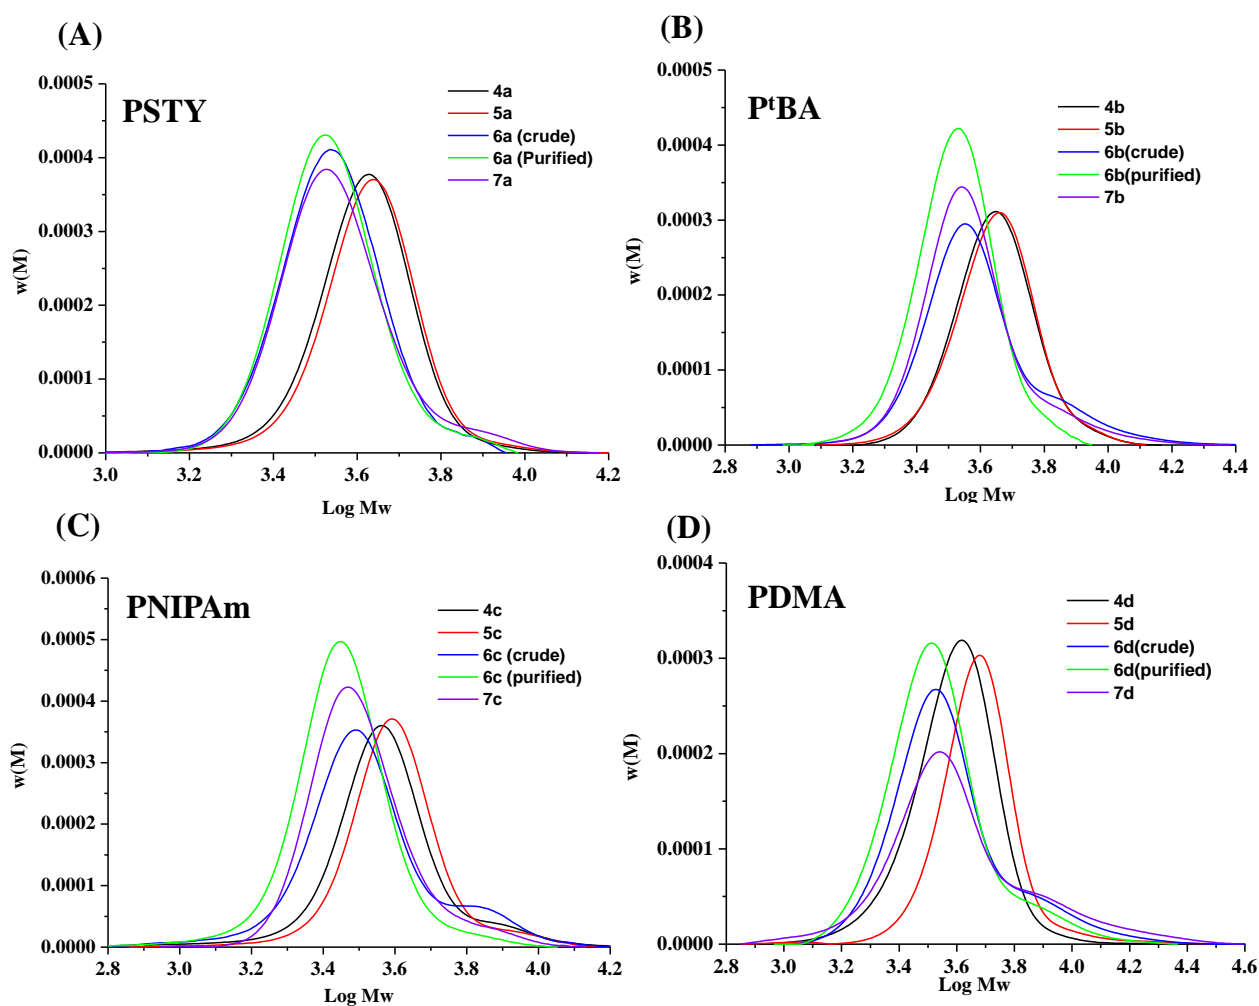 (A)
PSTY
4a
5a
6a (crude)
6a (Purified)
7a
0.0005
0.0004
0.0003
0.0002
0.0001
0.0000
w(M)
3.0 3.2 3.4 3.6 3.8 4.0 4.2
Log Mw
(B)
PᵗBA
4b
5b
6b(crude)
6b(purified)
7b
0.0005
0.0004
0.0003
0.0002
0.0001
0.0000
w(M)
2.8 3.0 3.2 3.4 3.6 3.8 4.0 4.2 4.4
Log Mw
(C)
PNIPAm
4c
5c
6c (crude)
6c (purified)
7c
0.0006
0.0005
0.0004
0.0003
0.0002
0.0001
0.0000
w(M)
2.8 3.0 3.2 3.4 3.6 3.8 4.0 4.2
Log Mw
(D)
PDMA
4d
5d
6d(crude)
6d(purified)
7d
0.0004
0.0003
0.0002
0.0001
0.0000
w(M)
2.8 3.0 3.2 3.4 3.6 3.8 4.0 4.2 4.4 4.6
Log Mw